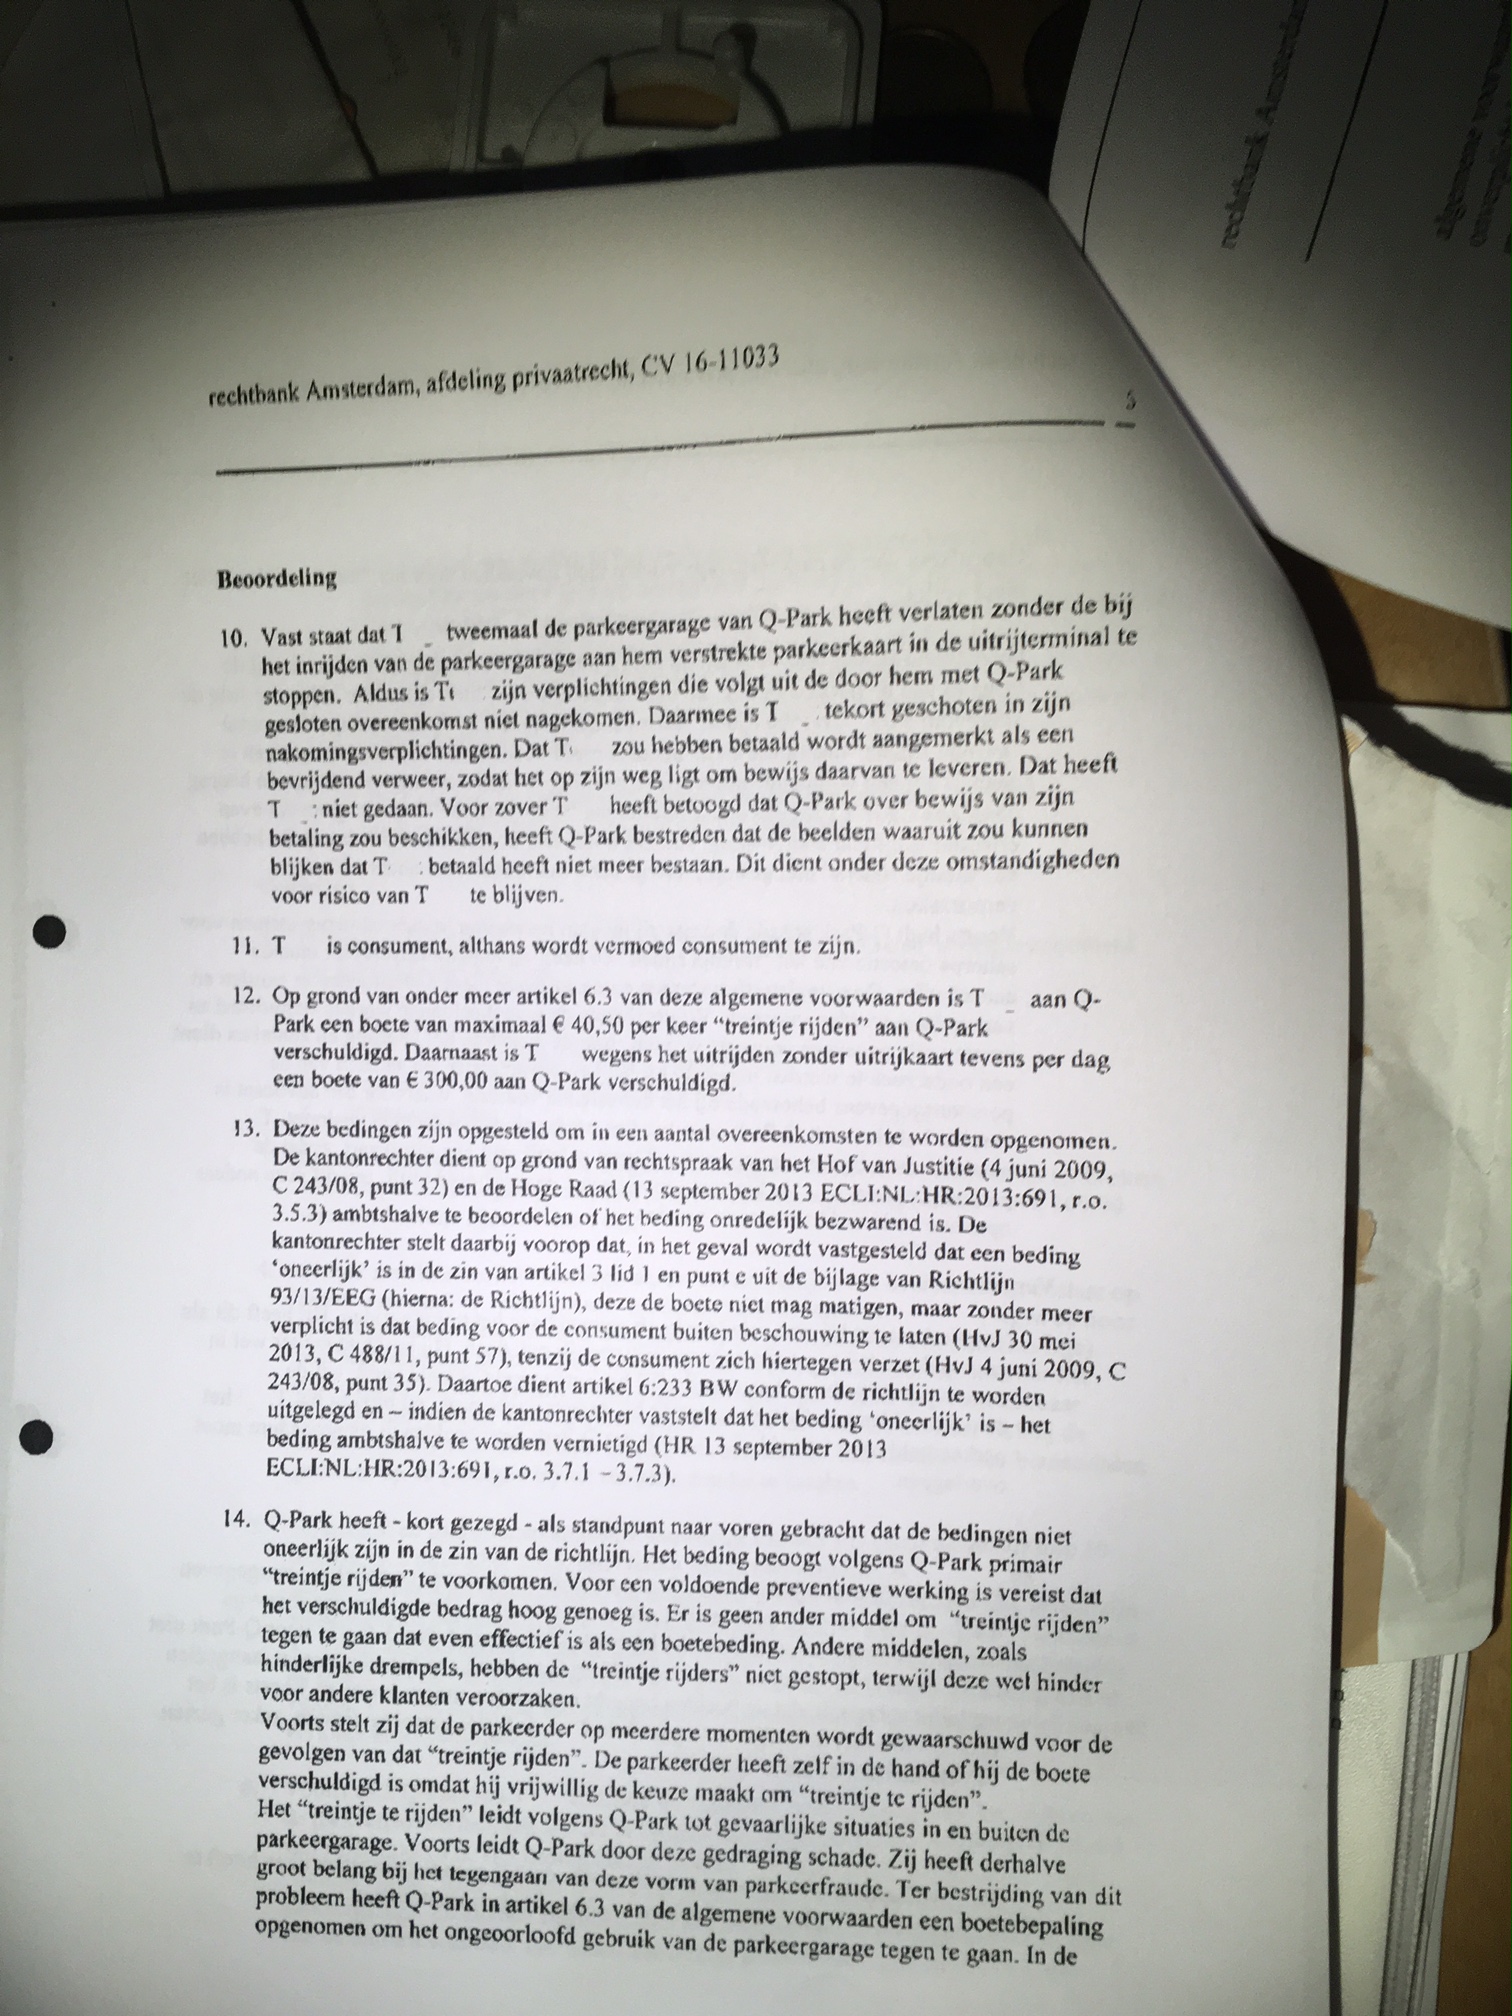 rechtbank Amsterdam, afdeling privaatrecht, CV 16-11033
rechtbank Amsterdam
algemene
5
Beoordeling
10. Vast staat dat T tweemaal de parkeergarage van Q-Park heeft verlaten zonder de bij
het inrijden van de parkeergarage aan hem verstrekte parkeerkaart in de uitrijterminal te
stoppen. Aldus is T zijn verplichtingen die volgt uit de door hem met Q-Park
gesloten overeenkomst niet nagekomen. Daarmee is T tekort geschoten in zijn
nakomingsverplichtingen. Dat T zou hebben betaald wordt aangemerkt als een
bevrijdend verweer, zodat het op zijn weg ligt om bewijs daarvan te leveren. Dat heeft
T niet gedaan. Voor zover T heeft betoogd dat Q-Park over bewijs van zijn
betaling zou beschikken, heeft Q-Park bestreden dat de beelden waaruit zou kunnen
blijken dat T betaald heeft niet meer bestaan. Dit dient onder deze omstandigheden
voor risico van T te blijven.
11. T is consument, althans wordt vermoed consument te zijn.
12. Op grond van onder meer artikel 6.3 van deze algemene voorwaarden is T aan Q-
Park een boete van maximaal € 40,50 per keer “treintje rijden” aan Q-Park
verschuldigd. Daarnaast is T wegens het uitrijden zonder uitrijkaart tevens per dag
een boete van € 300,00 aan Q-Park verschuldigd.
13. Deze bedingen zijn opgesteld om in een aantal overeenkomsten te worden opgenomen.
De kantonrechter dient op grond van rechtspraak van het Hof van Justitie (4 juni 2009,
C 243/08, punt 32) en de Hoge Raad (13 september 2013 ECLI:NL:HR:2013:691, r.o.
3.5.3) ambtshalve te beoordelen of het beding onredelijk bezwarend is. De
kantonrechter stelt daarbij voorop dat, in het geval wordt vastgesteld dat een beding
‘oneerlijk’ is in de zin van artikel 3 lid 1 en punt e uit de bijlage van Richtlijn
93/13/EEG (hierna: de Richtlijn), deze de boete niet mag matigen, maar zonder meer
verplicht is dat beding voor de consument buiten beschouwing te laten (HvJ 30 mei
2013, C 488/11, punt 57), tenzij de consument zich hiertegen verzet (HvJ 4 juni 2009, C
243/08, punt 35). Daartoe dient artikel 6:233 BW conform de richtlijn te worden
uitgelegd en – indien de kantonrechter vaststelt dat het beding ‘oneerlijk’ is – het
beding ambtshalve te worden vernietigd (HR 13 september 2013
ECLI:NL:HR:2013:691, r.o. 3.7.1 – 3.7.3).
14. Q-Park heeft - kort gezegd - als standpunt naar voren gebracht dat de bedingen niet
oneerlijk zijn in de zin van de richtlijn. Het beding beoogt volgens Q-Park primair
“treintje rijden” te voorkomen. Voor een voldoende preventieve werking is vereist dat
het verschuldigde bedrag hoog genoeg is. Er is geen ander middel om “treintje rijden”
tegen te gaan dat even effectief is als een boetebeding. Andere middelen, zoals
hinderlijke drempels, hebben de “treintje rijders” niet gestopt, terwijl deze wel hinder
voor andere klanten veroorzaken.
Voorts stelt zij dat de parkeerder op meerdere momenten wordt gewaarschuwd voor de
gevolgen van dat “treintje rijden”. De parkeerder heeft zelf in de hand of hij de boete
verschuldigd is omdat hij vrijwillig de keuze maakt om “treintje te rijden”.
Het “treintje te rijden” leidt volgens Q-Park tot gevaarlijke situaties in en buiten de
parkeergarage. Voorts leidt Q-Park door deze gedraging schade. Zij heeft derhalve
groot belang bij het tegengaan van deze vorm van parkeerfraude. Ter bestrijding van dit
probleem heeft Q-Park in artikel 6.3 van de algemene voorwaarden een boetebepaling
opgenomen om het ongeoorloofd gebruik van de parkeergarage tegen te gaan. In de